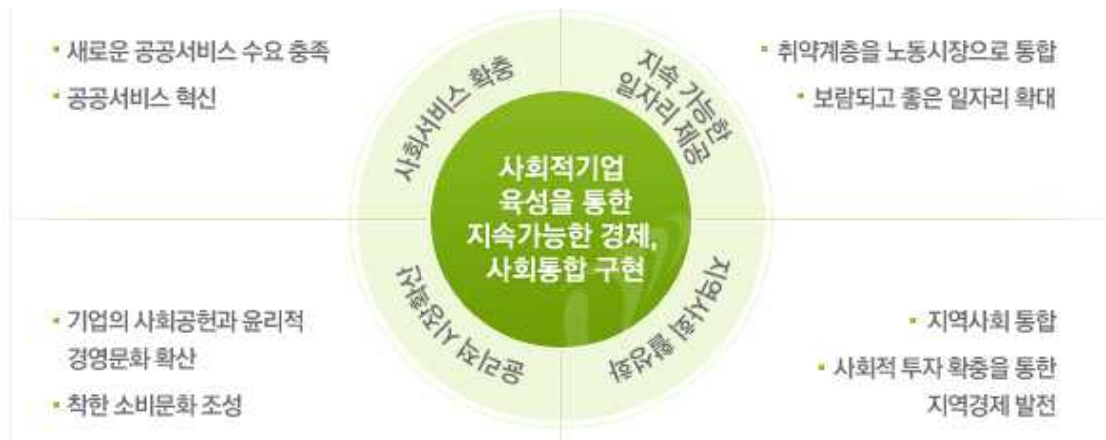 새로운 공공서비스 수요 충족
공공서비스 혁신
사회서비스 확충
지속 가능한
일자리 제공
취약계층을 노동시장으로 통합
보람되고 좋은 일자리 확대
사회적기업
육성을 통한
지속가능한 경제,
사회통합 구현
기업의 사회공헌과 윤리적
경영문화 확산
착한 소비문화 조성
윤리적 시장확산
지역사회 활성화
지역사회 통합
사회적 투자 확충을 통한
지역경제 발전